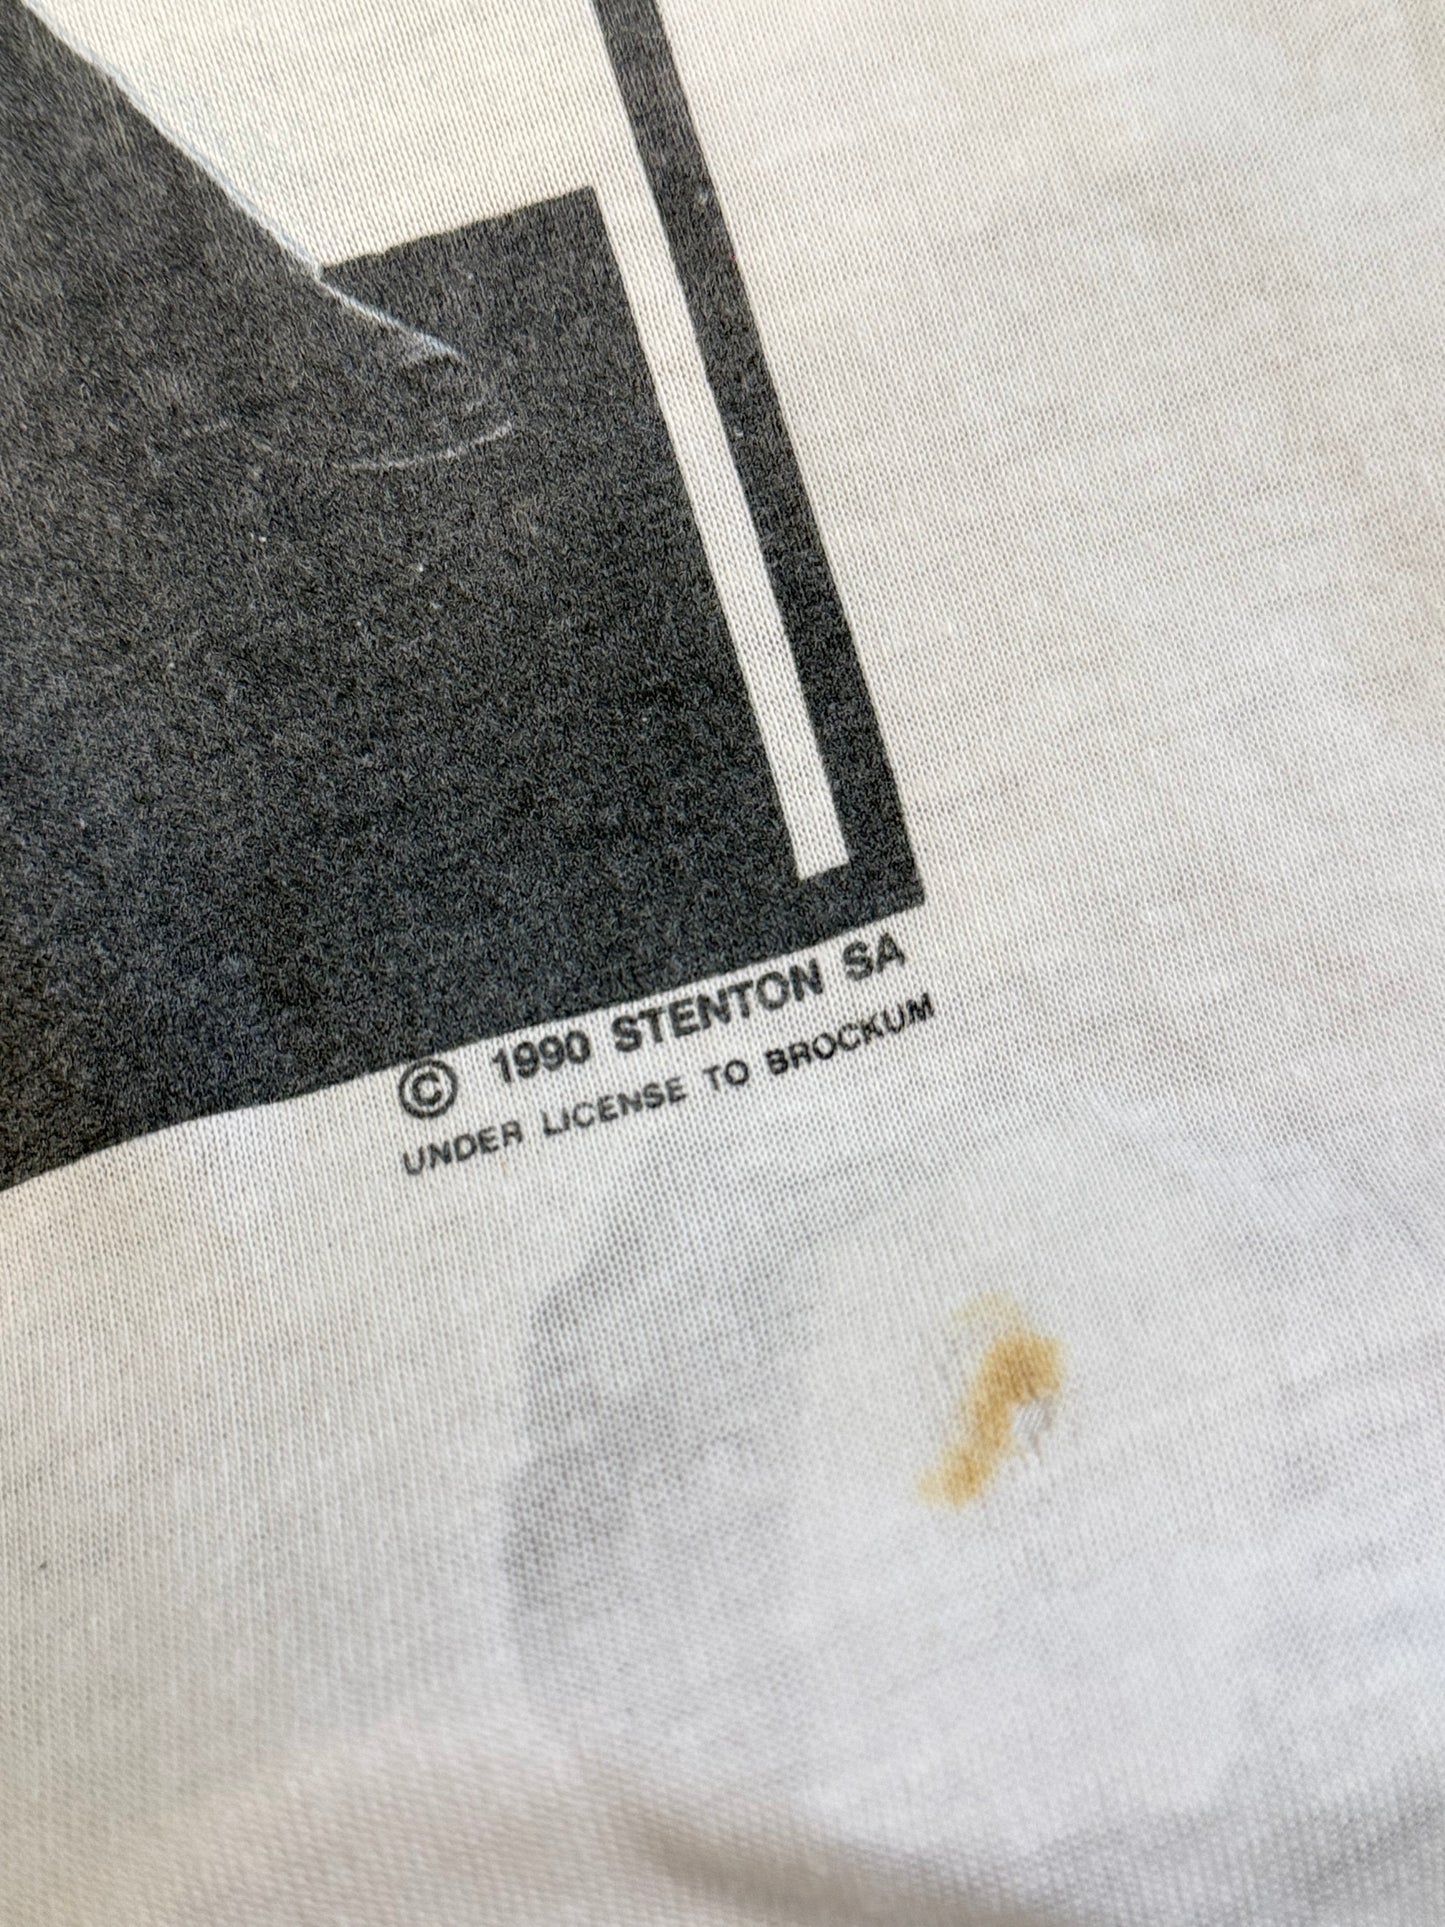 © 1990 STENTON SA
UNDER LICENSE TO BROCKUM